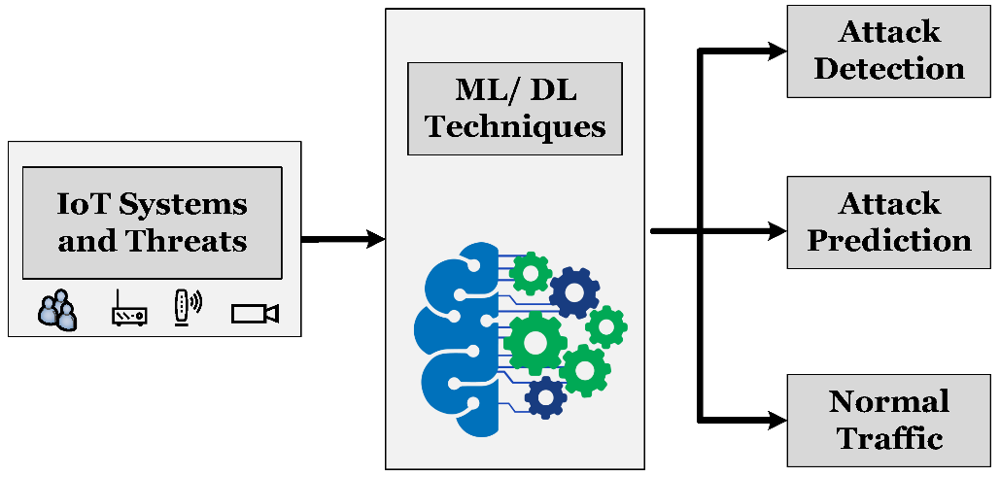 IoT Systems
and Threats
ML/ DL
Techniques
Attack
Detection
Attack
Prediction
Normal
Traffic